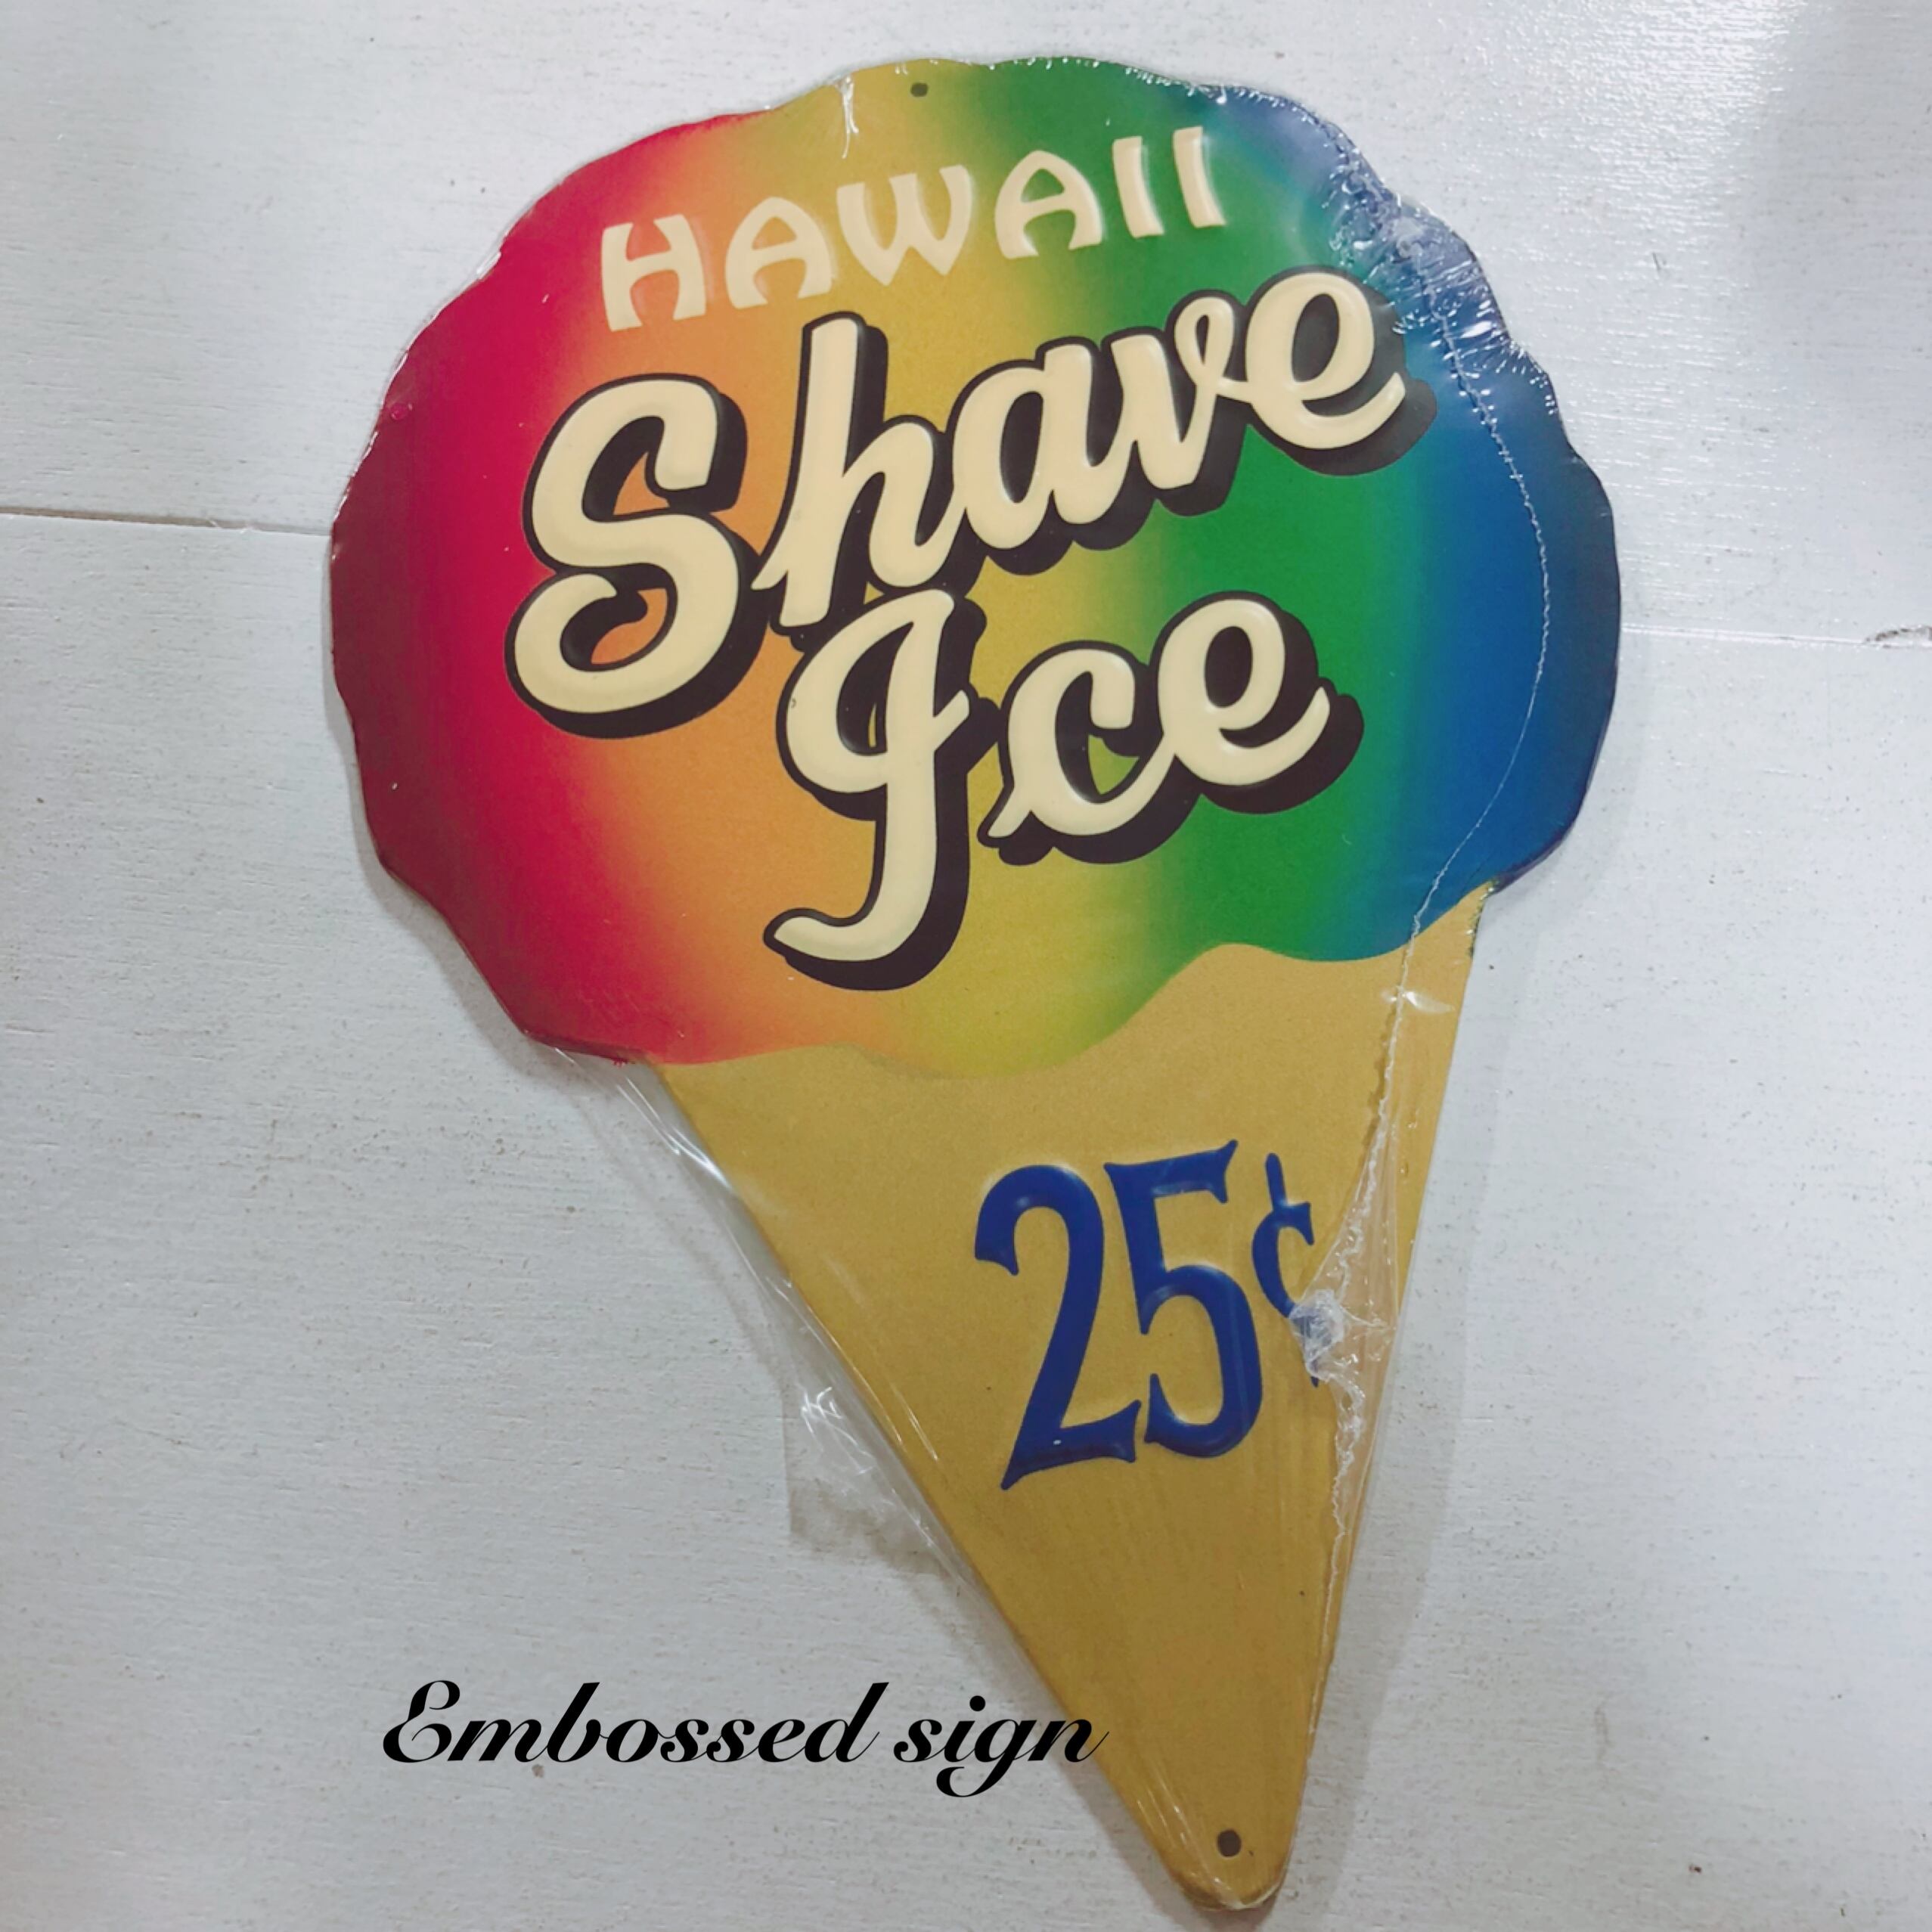 HAWAII
Shave
Ice
25¢
Embossed sign